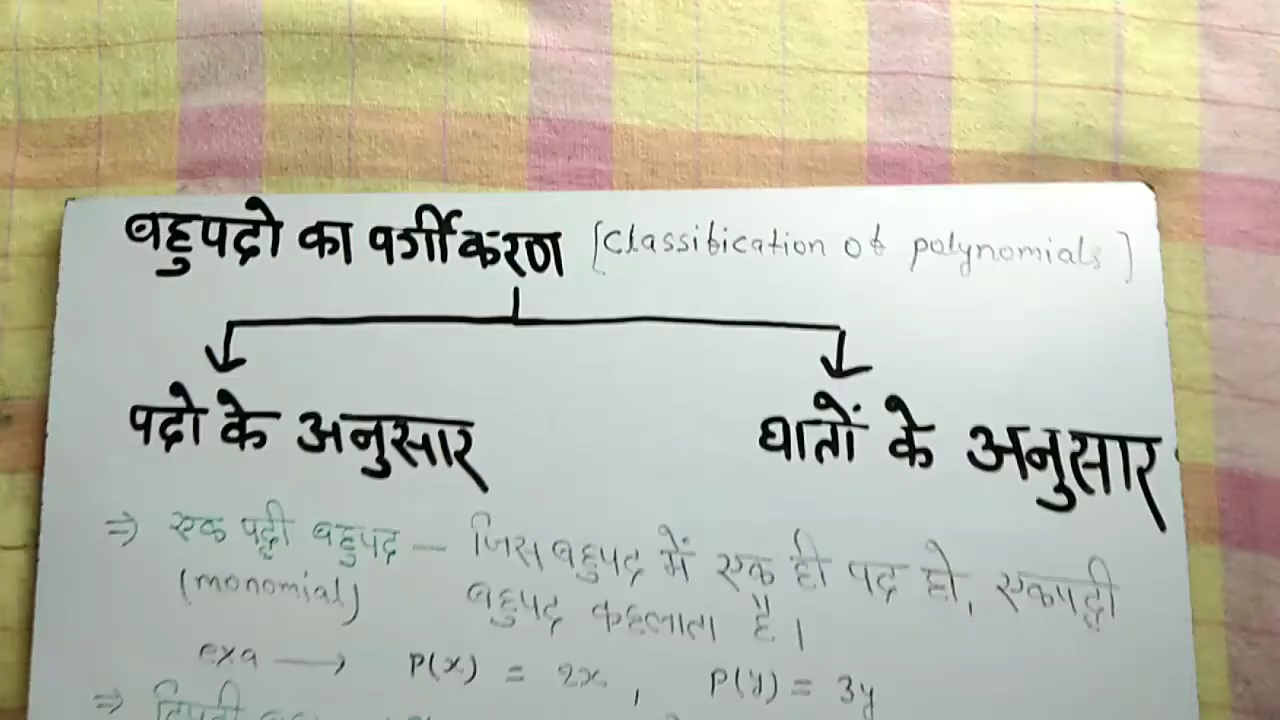 बहुपदो का वर्गीकरण [Classification of polynomials]
पदो के अनुसार
घातों के अनुसार
⇒ एक पद्दी बहुपद — जिस बहुपद में एक ही पद हो, एकपद्दी
(monomial) बहुपद कहलाता है।
exa → P(x) = 2x, P(y) = 3y
⇒